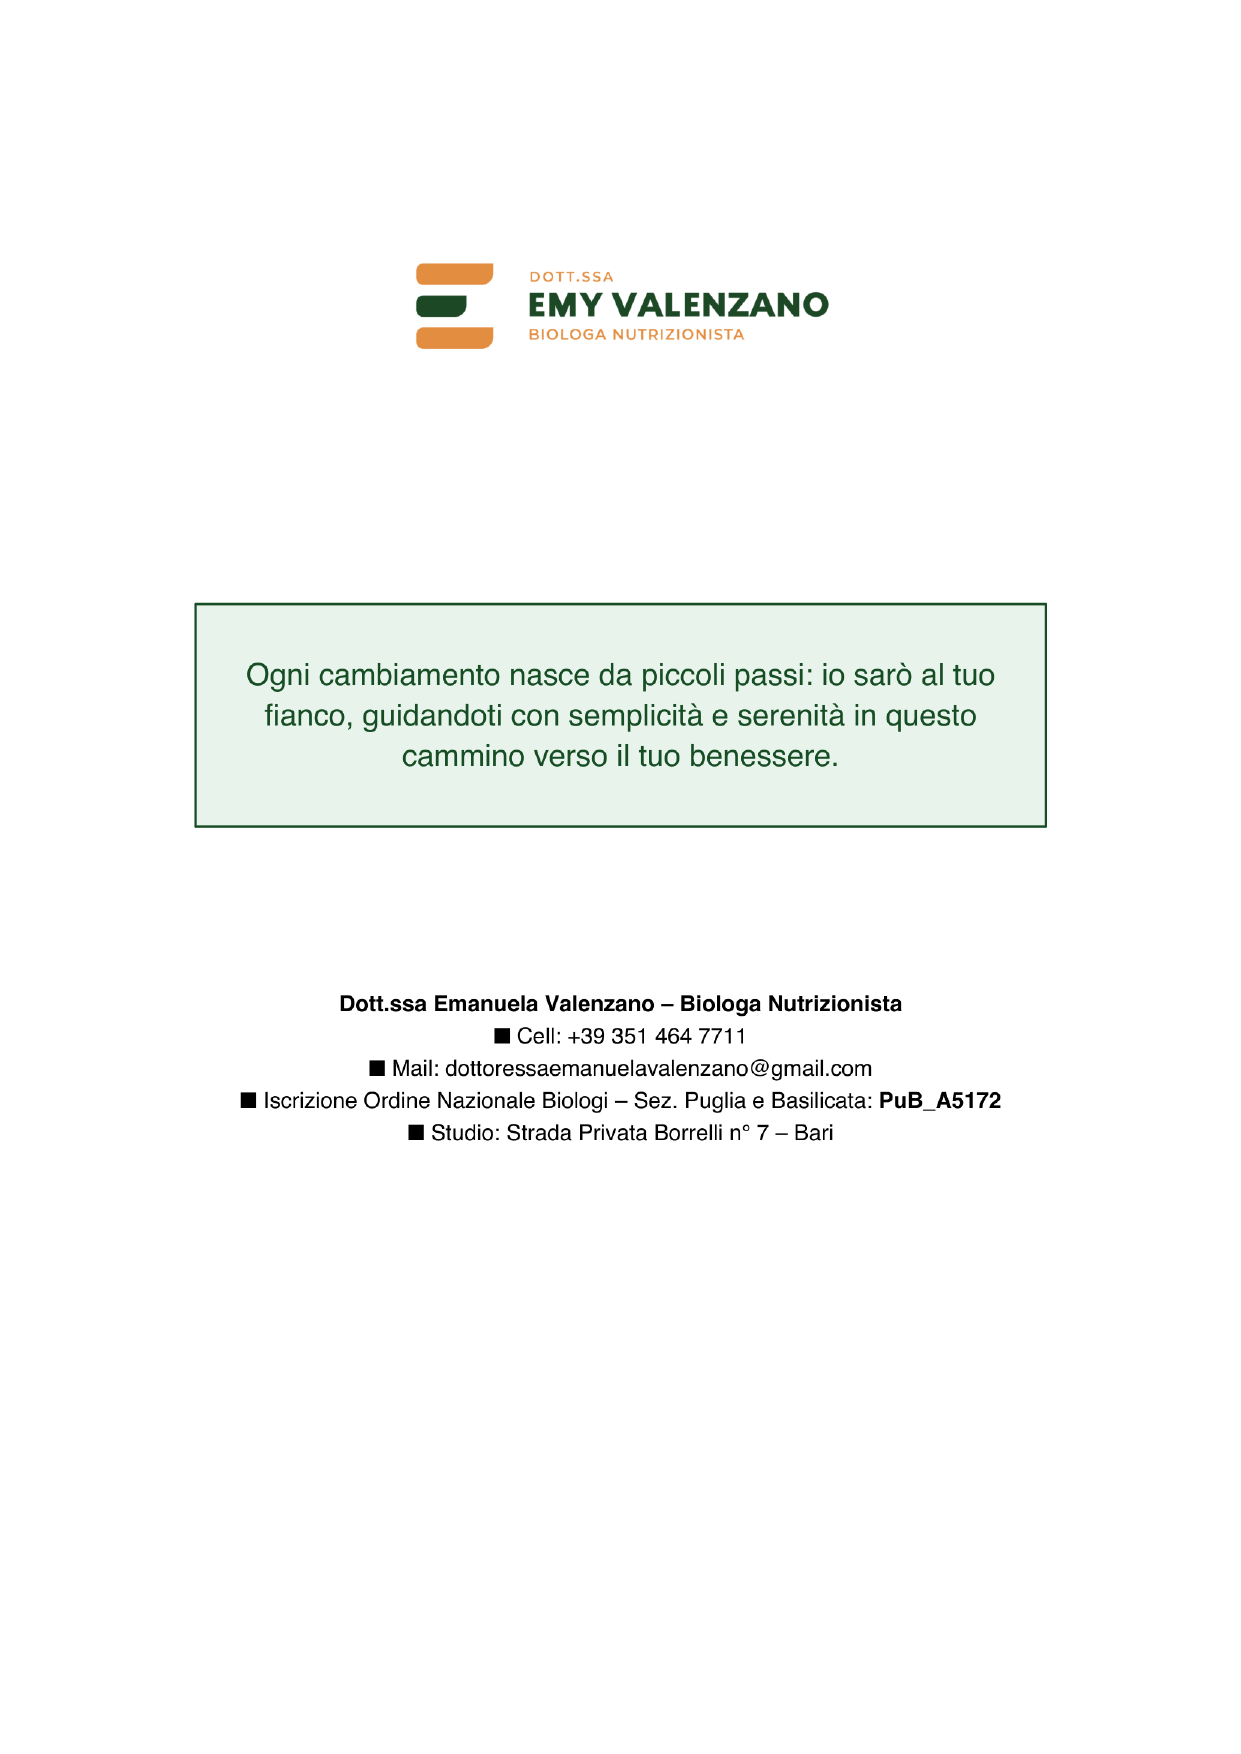 DOTT.SSA
EMY VALENZANO
BIOLOGA NUTRIZIONISTA
Ogni cambiamento nasce da piccoli passi: io sarò al tuo
fianco, guidandoti con semplicità e serenità in questo
cammino verso il tuo benessere.
Dott.ssa Emanuela Valenzano – Biologa Nutrizionista
■ Cell: +39 351 464 7711
■ Mail: dottoressaemanuelavalenzano@gmail.com
■ Iscrizione Ordine Nazionale Biologi – Sez. Puglia e Basilicata: PuB_A5172
■ Studio: Strada Privata Borrelli n° 7 – Bari